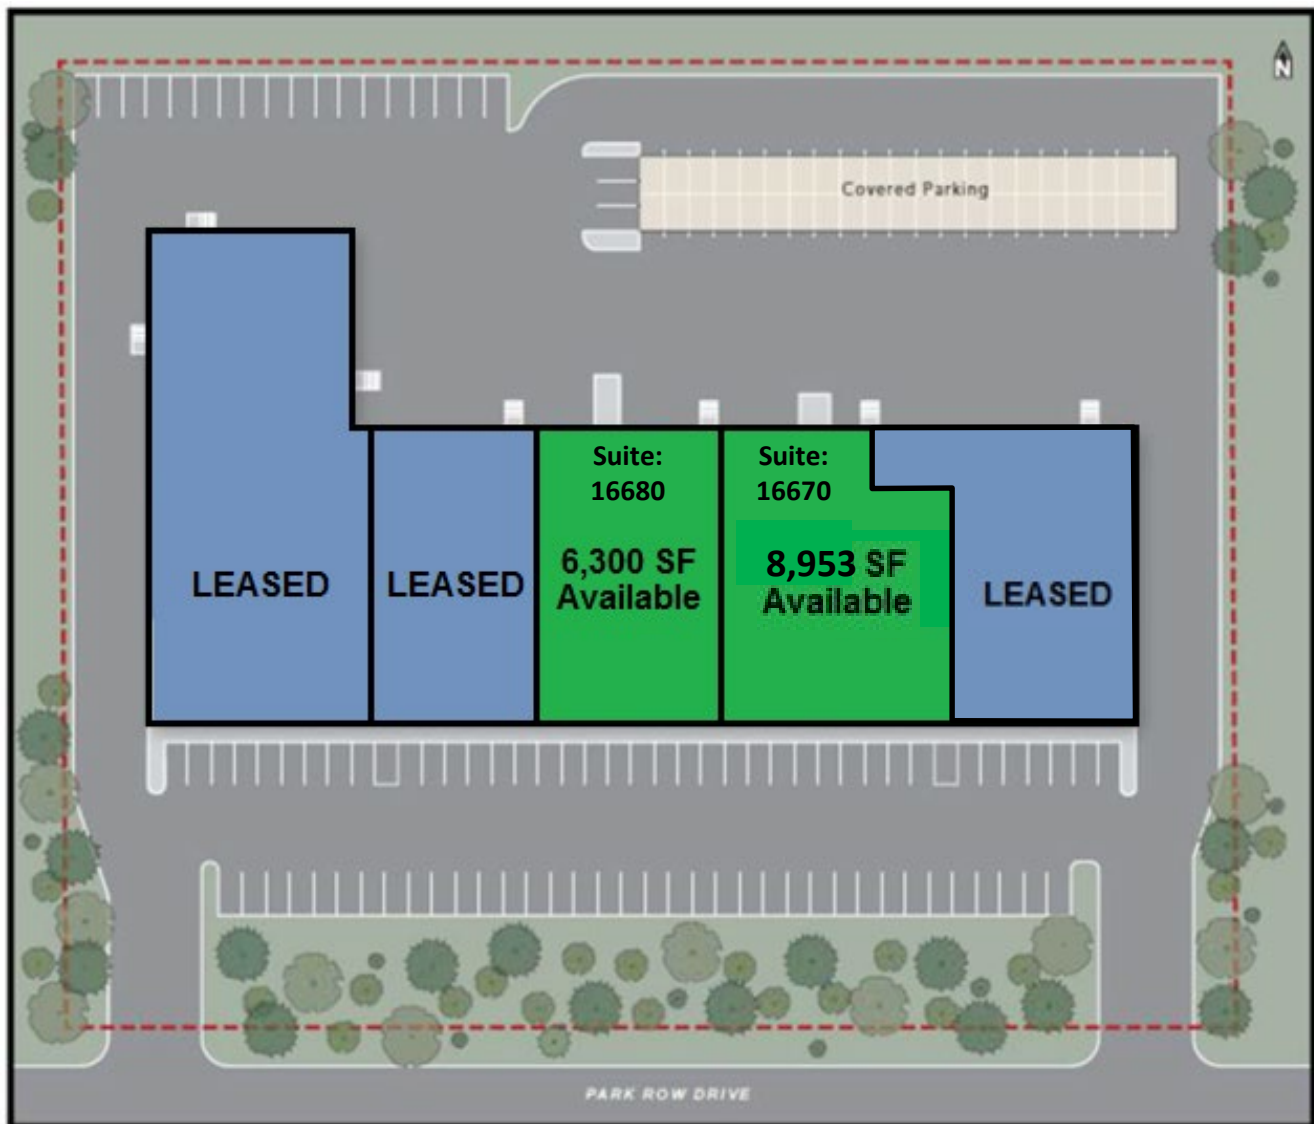 N
Covered Parking
Suite:
16680
6,300 SF
Available
Suite:
16670
8,953 SF
Available
LEASED
LEASED
LEASED
PARK ROW DRIVE